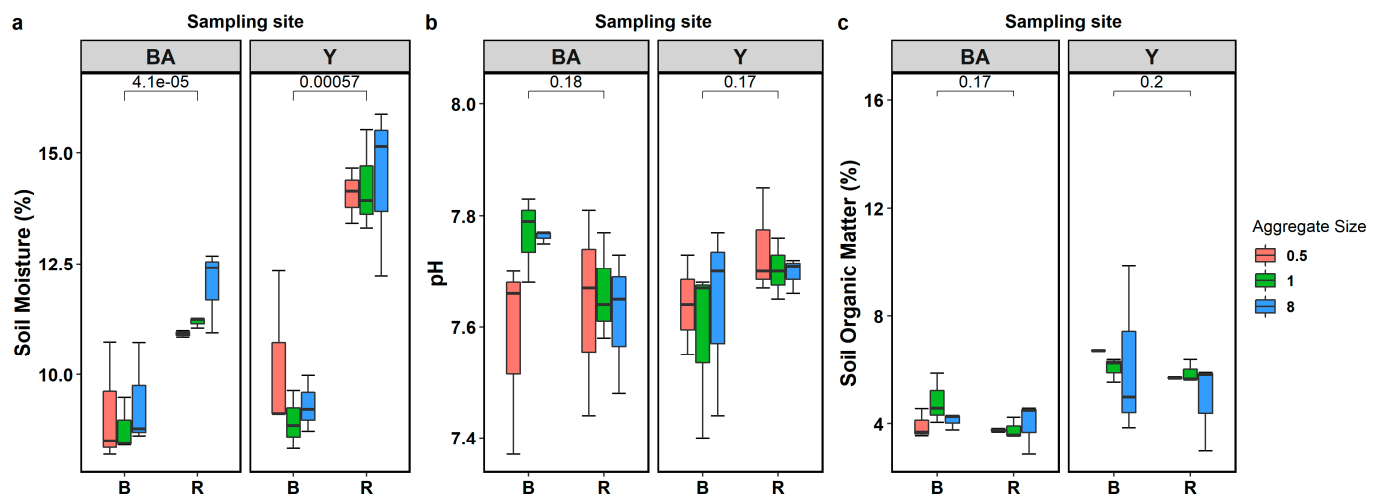 a
Sampling site
BA
Y
4.1e-05
0.00057
Soil Moisture (%)
15.0
12.5
10.0
B
R
B
R
b
Sampling site
BA
Y
0.18
0.17
pH
8.0
7.8
7.6
7.4
B
R
B
R
c
Sampling site
BA
Y
0.17
0.2
Soil Organic Matter (%)
16
12
8
4
B
R
B
R
Aggregate Size
0.5
1
8